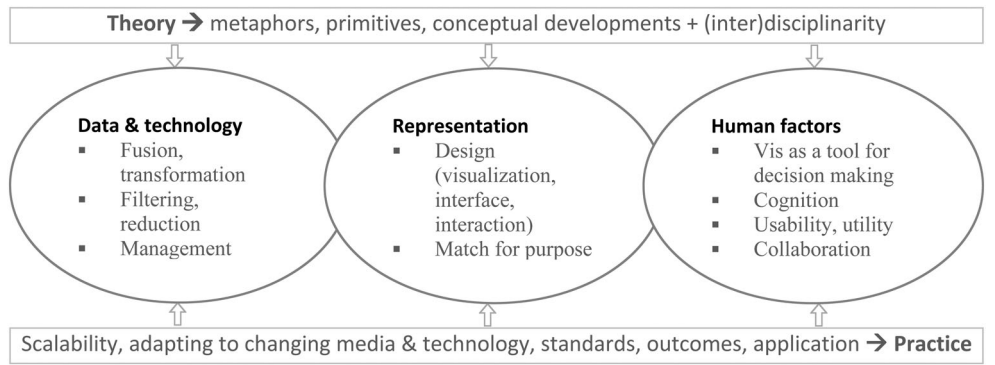 Theory → metaphors, primitives, conceptual developments + (inter)disciplinarity
Data & technology
▪ Fusion,
transformation
▪ Filtering,
reduction
▪ Management
Representation
▪ Design
(visualization,
interface,
interaction)
▪ Match for purpose
Human factors
▪ Vis as a tool for
decision making
▪ Cognition
▪ Usability, utility
▪ Collaboration
Scalability, adapting to changing media & technology, standards, outcomes, application → Practice